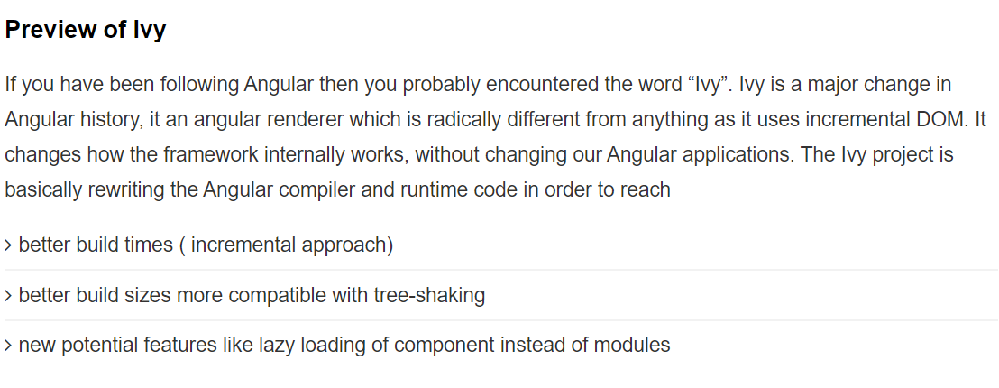 Preview of Ivy
If you have been following Angular then you probably encountered the word “Ivy”. Ivy is a major change in
Angular history, it an angular renderer which is radically different from anything as it uses incremental DOM. It
changes how the framework internally works, without changing our Angular applications. The Ivy project is
basically rewriting the Angular compiler and runtime code in order to reach
> better build times ( incremental approach)
> better build sizes more compatible with tree-shaking
> new potential features like lazy loading of component instead of modules